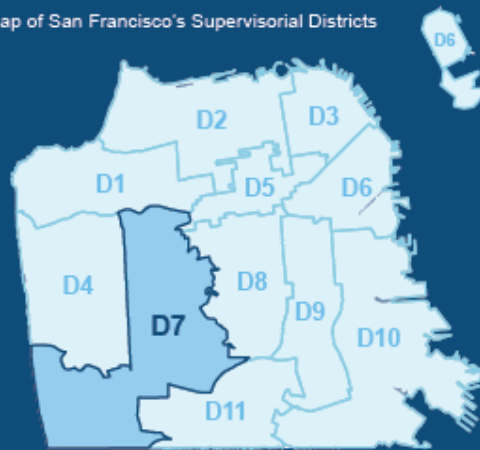 ap of San Francisco's Supervisorial Districts
D6
D2
D3
D1
D5
D6
D4
D8
D9
D7
D10
D11